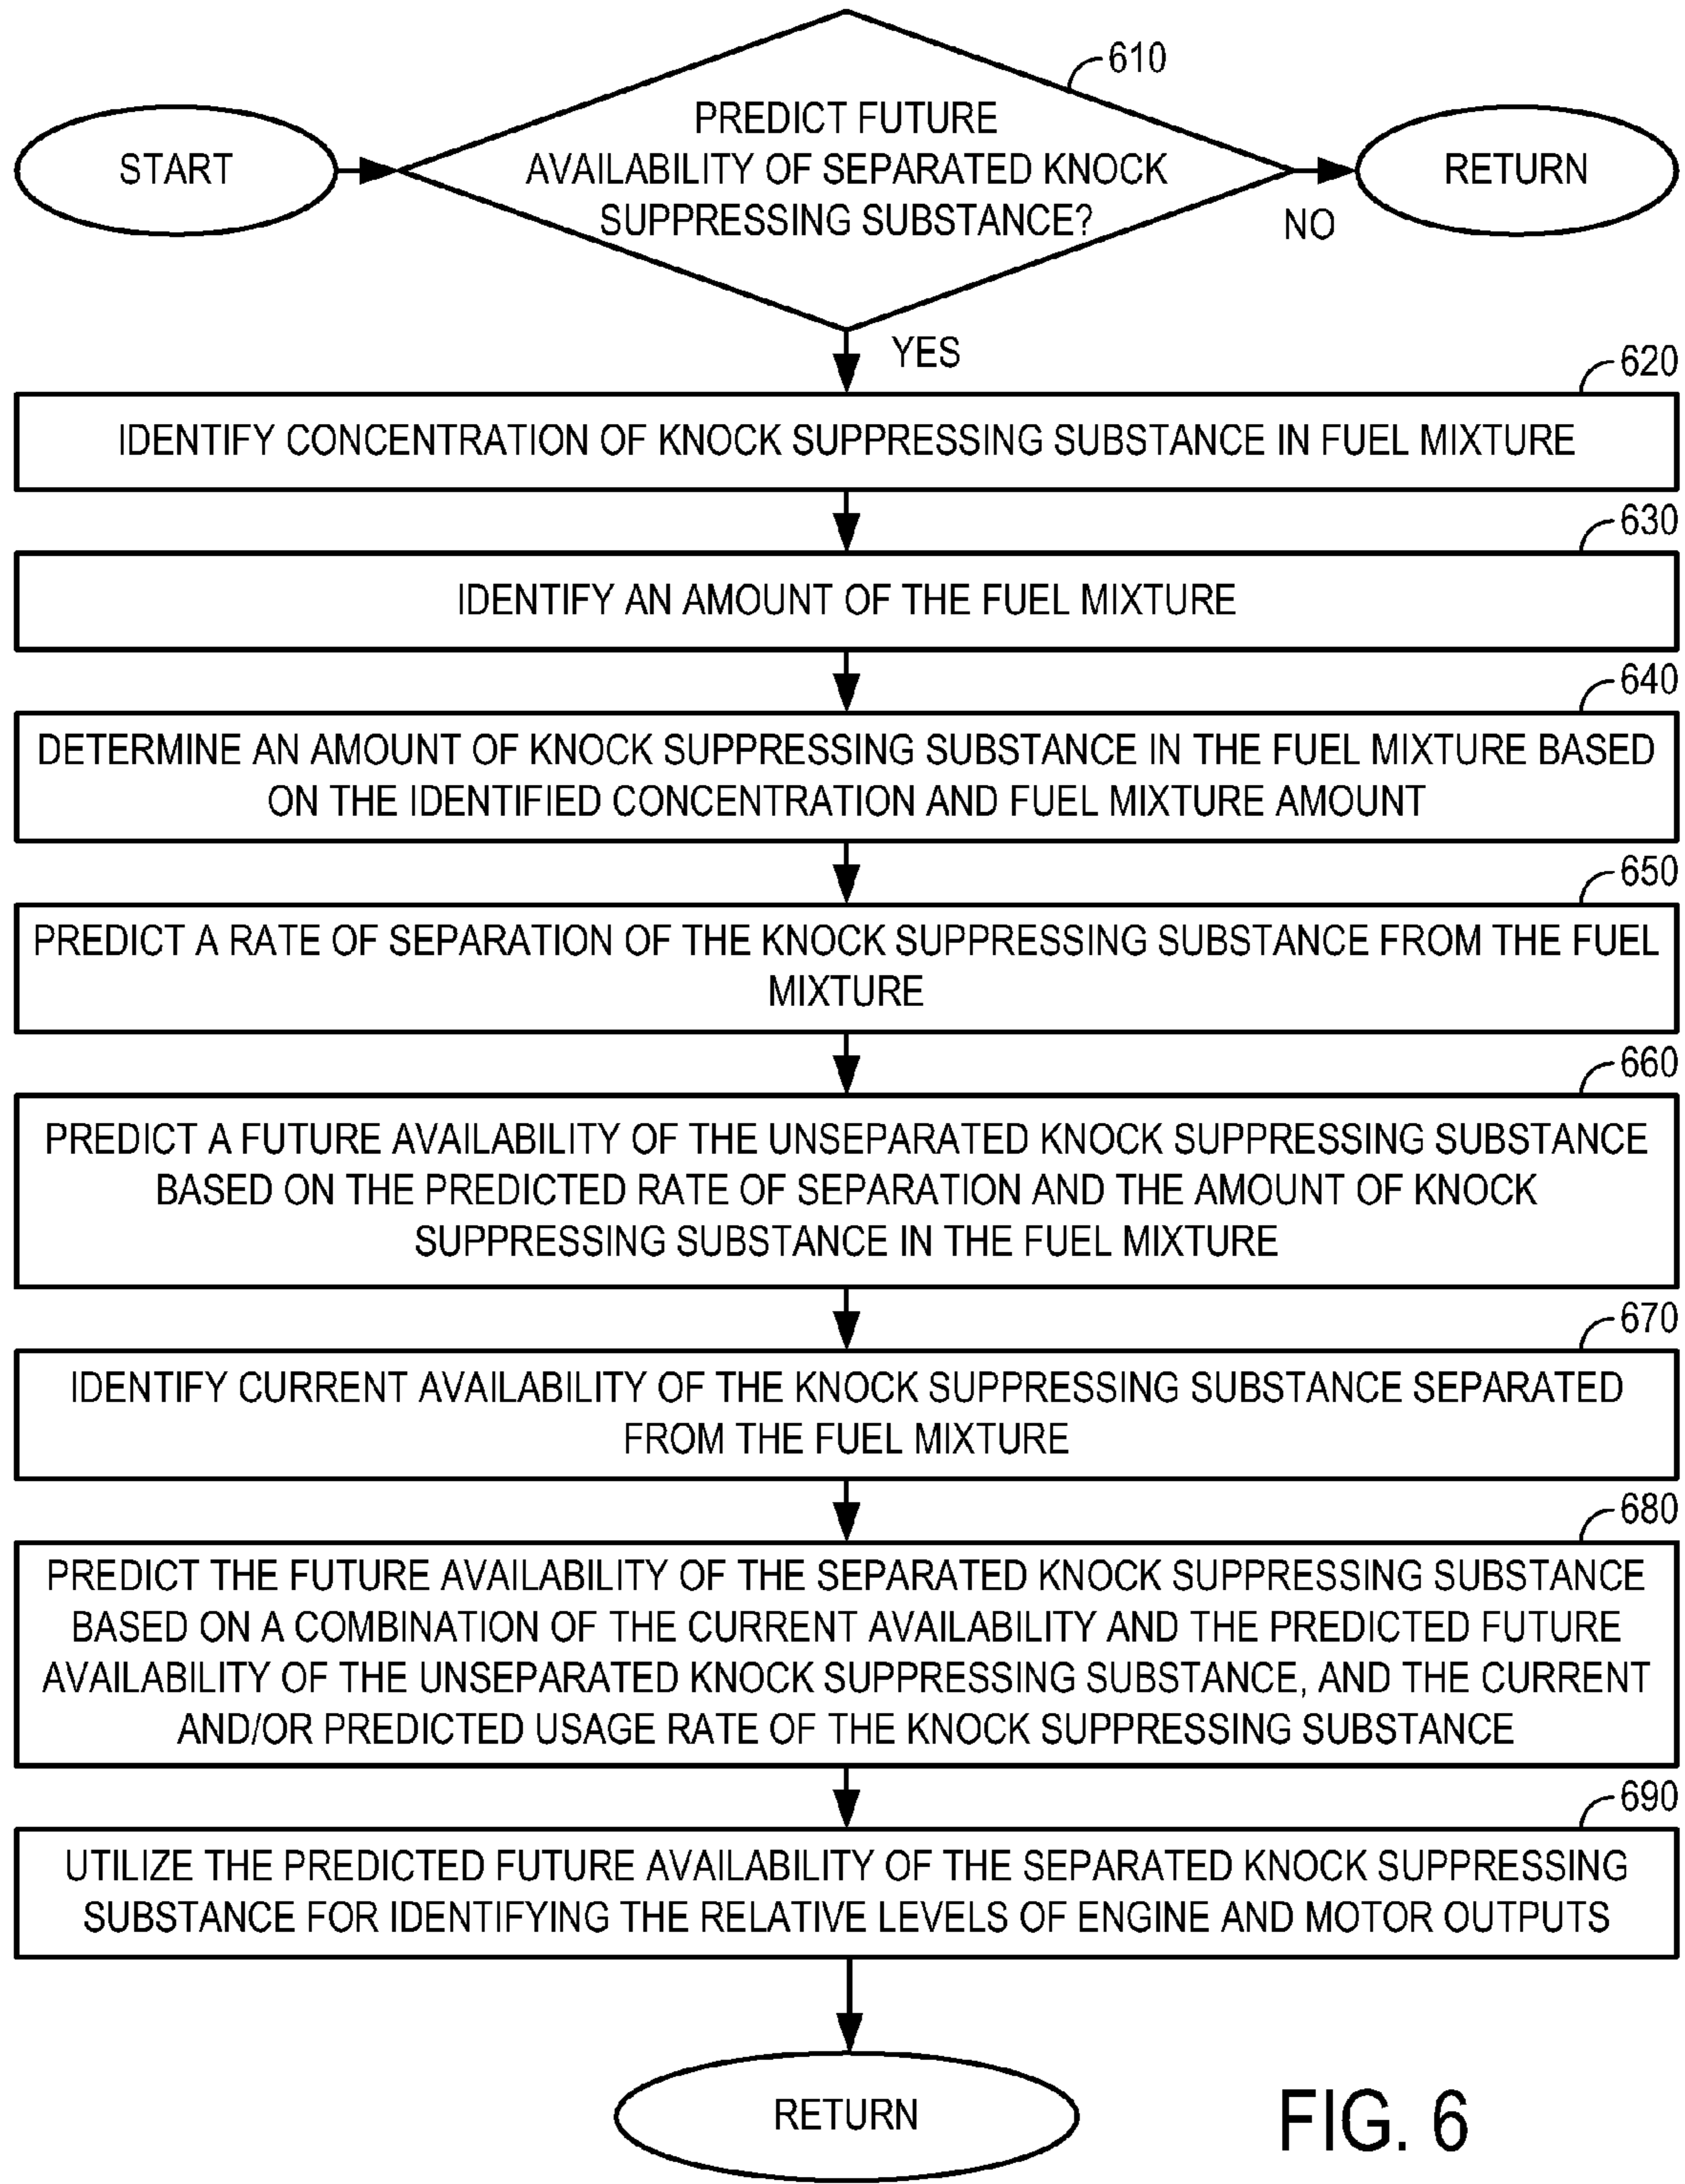 610
PREDICT FUTURE
AVAILABILITY OF SEPARATED KNOCK
SUPPRESSING SUBSTANCE?
START
RETURN
NO
YES
620
IDENTIFY CONCENTRATION OF KNOCK SUPPRESSING SUBSTANCE IN FUEL MIXTURE
630
IDENTIFY AN AMOUNT OF THE FUEL MIXTURE
640
DETERMINE AN AMOUNT OF KNOCK SUPPRESSING SUBSTANCE IN THE FUEL MIXTURE BASED
ON THE IDENTIFIED CONCENTRATION AND FUEL MIXTURE AMOUNT
650
PREDICT A RATE OF SEPARATION OF THE KNOCK SUPPRESSING SUBSTANCE FROM THE FUEL
MIXTURE
660
PREDICT A FUTURE AVAILABILITY OF THE UNSEPARATED KNOCK SUPPRESSING SUBSTANCE
BASED ON THE PREDICTED RATE OF SEPARATION AND THE AMOUNT OF KNOCK
SUPPRESSING SUBSTANCE IN THE FUEL MIXTURE
670
IDENTIFY CURRENT AVAILABILITY OF THE KNOCK SUPPRESSING SUBSTANCE SEPARATED
FROM THE FUEL MIXTURE
680
PREDICT THE FUTURE AVAILABILITY OF THE SEPARATED KNOCK SUPPRESSING SUBSTANCE
BASED ON A COMBINATION OF THE CURRENT AVAILABILITY AND THE PREDICTED FUTURE
AVAILABILITY OF THE UNSEPARATED KNOCK SUPPRESSING SUBSTANCE, AND THE CURRENT
AND/OR PREDICTED USAGE RATE OF THE KNOCK SUPPRESSING SUBSTANCE
690
UTILIZE THE PREDICTED FUTURE AVAILABILITY OF THE SEPARATED KNOCK SUPPRESSING
SUBSTANCE FOR IDENTIFYING THE RELATIVE LEVELS OF ENGINE AND MOTOR OUTPUTS
RETURN
FIG. 6